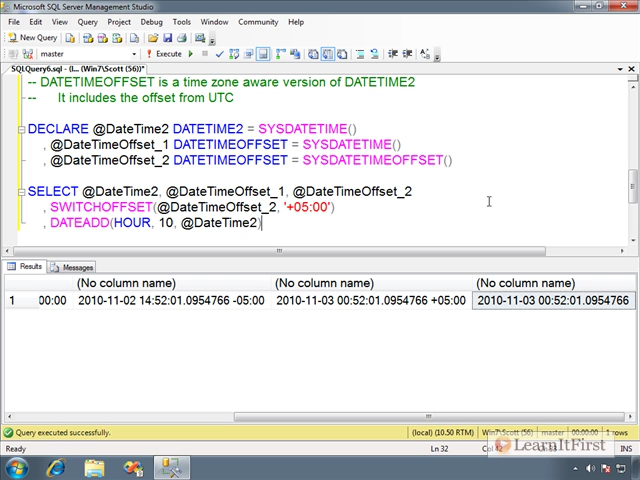 Microsoft SQL Server Management Studio
File Edit View Query Project Debug Tools Window Community Help
New Query
master Execute
SQLQuery6.sql - (l... (Win7\Scott (56))*
-- DATETIMEOFFSET is a time zone aware version of DATETIME2
-- It includes the offset from UTC
DECLARE @DateTime2 DATETIME2 = SYSDATETIME()
, @DateTimeOffset_1 DATETIMEOFFSET = SYSDATETIME()
, @DateTimeOffset_2 DATETIMEOFFSET = SYSDATETIMEOFFSET()
SELECT @DateTime2, @DateTimeOffset_1, @DateTimeOffset_2
, SWITCHOFFSET(@DateTimeOffset_2, '+05:00')
, DATEADD(HOUR, 10, @DateTime2)
Results Messages
(No column name) (No column name) (No column name)
1 00:00 2010-11-02 14:52:01.0954766 -05:00 2010-11-03 00:52:01.0954766 +05:00 2010-11-03 00:52:01.0954766
Query executed successfully. (local) (10.50 RTM) Win7\Scott (56) master 00:00:00 1 rows
LearnItFirst
Ready Ln 32 Col 42 INS